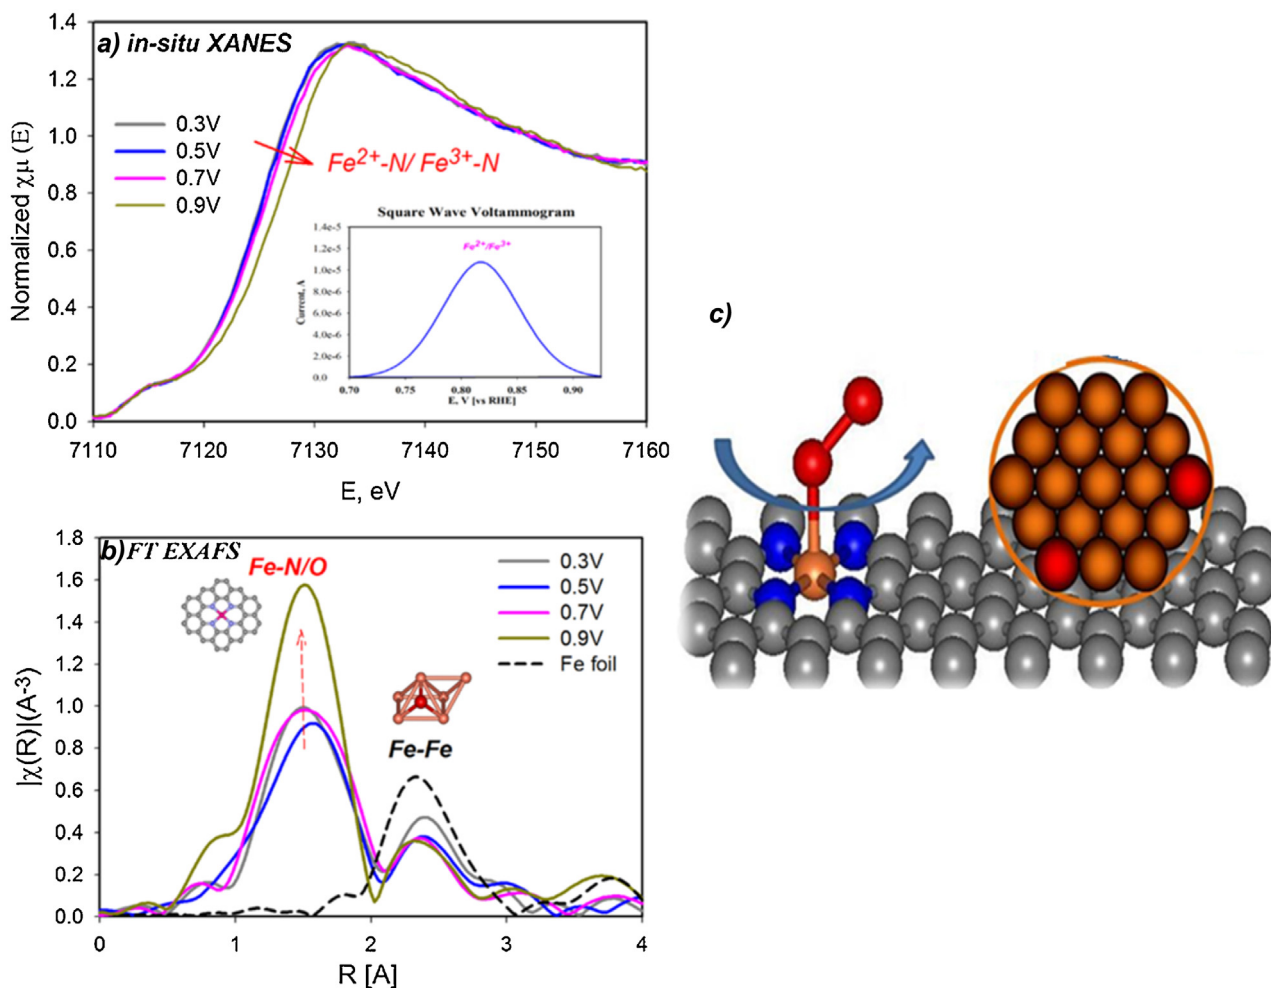 a) in-situ XANES
Normalized χμ (E)
1.4
1.2
1.0
0.8
0.6
0.4
0.2
0.0
0.3V
0.5V
0.7V
0.9V
Fe2+-N/ Fe3+-N
Square Wave Voltammogram
Current, A
1.4e-5
1.2e-5
1.0e-5
8.0e-6
6.0e-6
4.0e-6
2.0e-6
0.0
Fe2+/Fe3+
0.70 0.75 0.80 0.85 0.90
E, V [vs RHE]
7110 7120 7130 7140 7150 7160
E, eV
b)FT EXAFS
|χ(R)|(A-3)
1.8
1.6
1.4
1.2
1.0
0.8
0.6
0.4
0.2
0.0
Fe-N/O
0.3V
0.5V
0.7V
0.9V
Fe foil
Fe-Fe
0 1 2 3 4
R [A]
c)